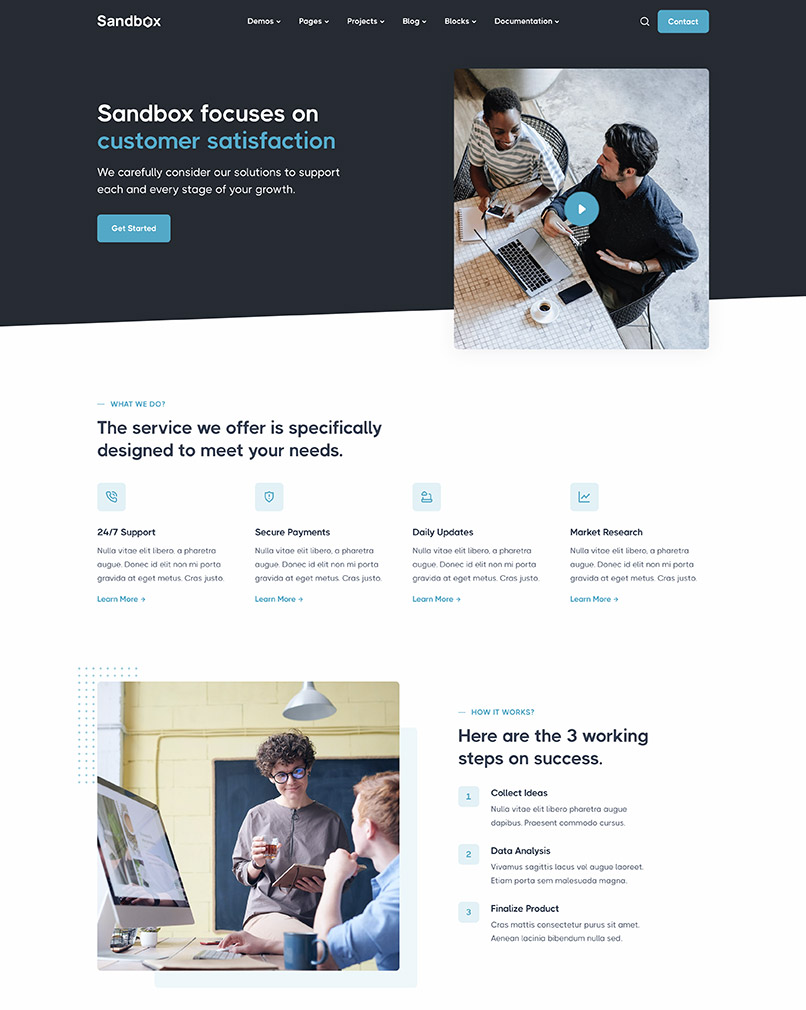 Sandbox
Demos Pages Projects Blog Blocks Documentation
Contact
Sandbox focuses on
customer satisfaction
We carefully consider our solutions to support
each and every stage of your growth.
Get Started
— WHAT WE DO?
The service we offer is specifically
designed to meet your needs.
24/7 Support
Nulla vitae elit libero, a pharetra
augue. Donec id elit non mi porta
gravida at eget metus. Cras justo.
Learn More →
Secure Payments
Nulla vitae elit libero, a pharetra
augue. Donec id elit non mi porta
gravida at eget metus. Cras justo.
Learn More →
Daily Updates
Nulla vitae elit libero, a pharetra
augue. Donec id elit non mi porta
gravida at eget metus. Cras justo.
Learn More →
Market Research
Nulla vitae elit libero, a pharetra
augue. Donec id elit non mi porta
gravida at eget metus. Cras justo.
Learn More →
— HOW IT WORKS?
Here are the 3 working
steps on success.
1
Collect Ideas
Nulla vitae elit libero pharetra augue
dapibus. Praesent commodo cursus.
2
Data Analysis
Vivamus sagittis lacus vel augue laoreet.
Etiam porta sem malesuada magna.
3
Finalize Product
Cras mattis consectetur purus sit amet.
Aenean lacinia bibendum nulla sed.